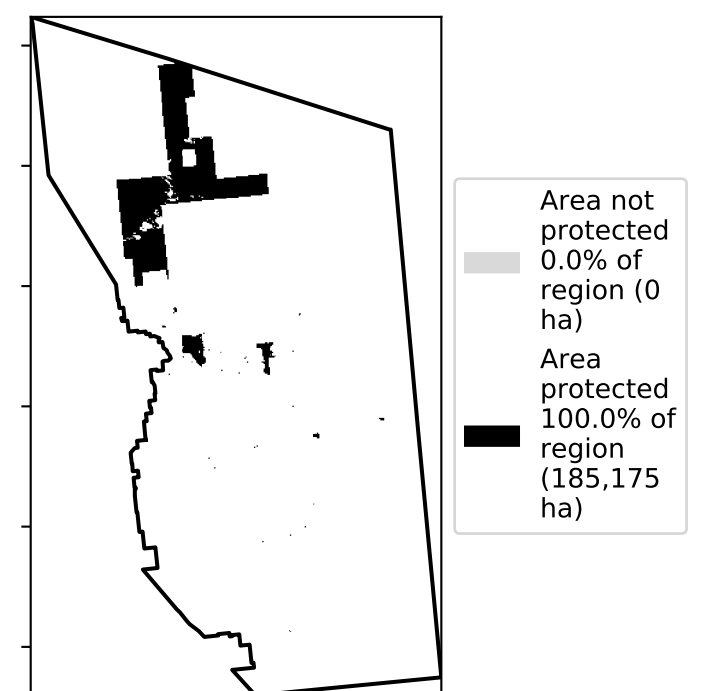 Area not
protected
0.0% of
region (0
ha)
Area
protected
100.0% of
region
(185,175
ha)